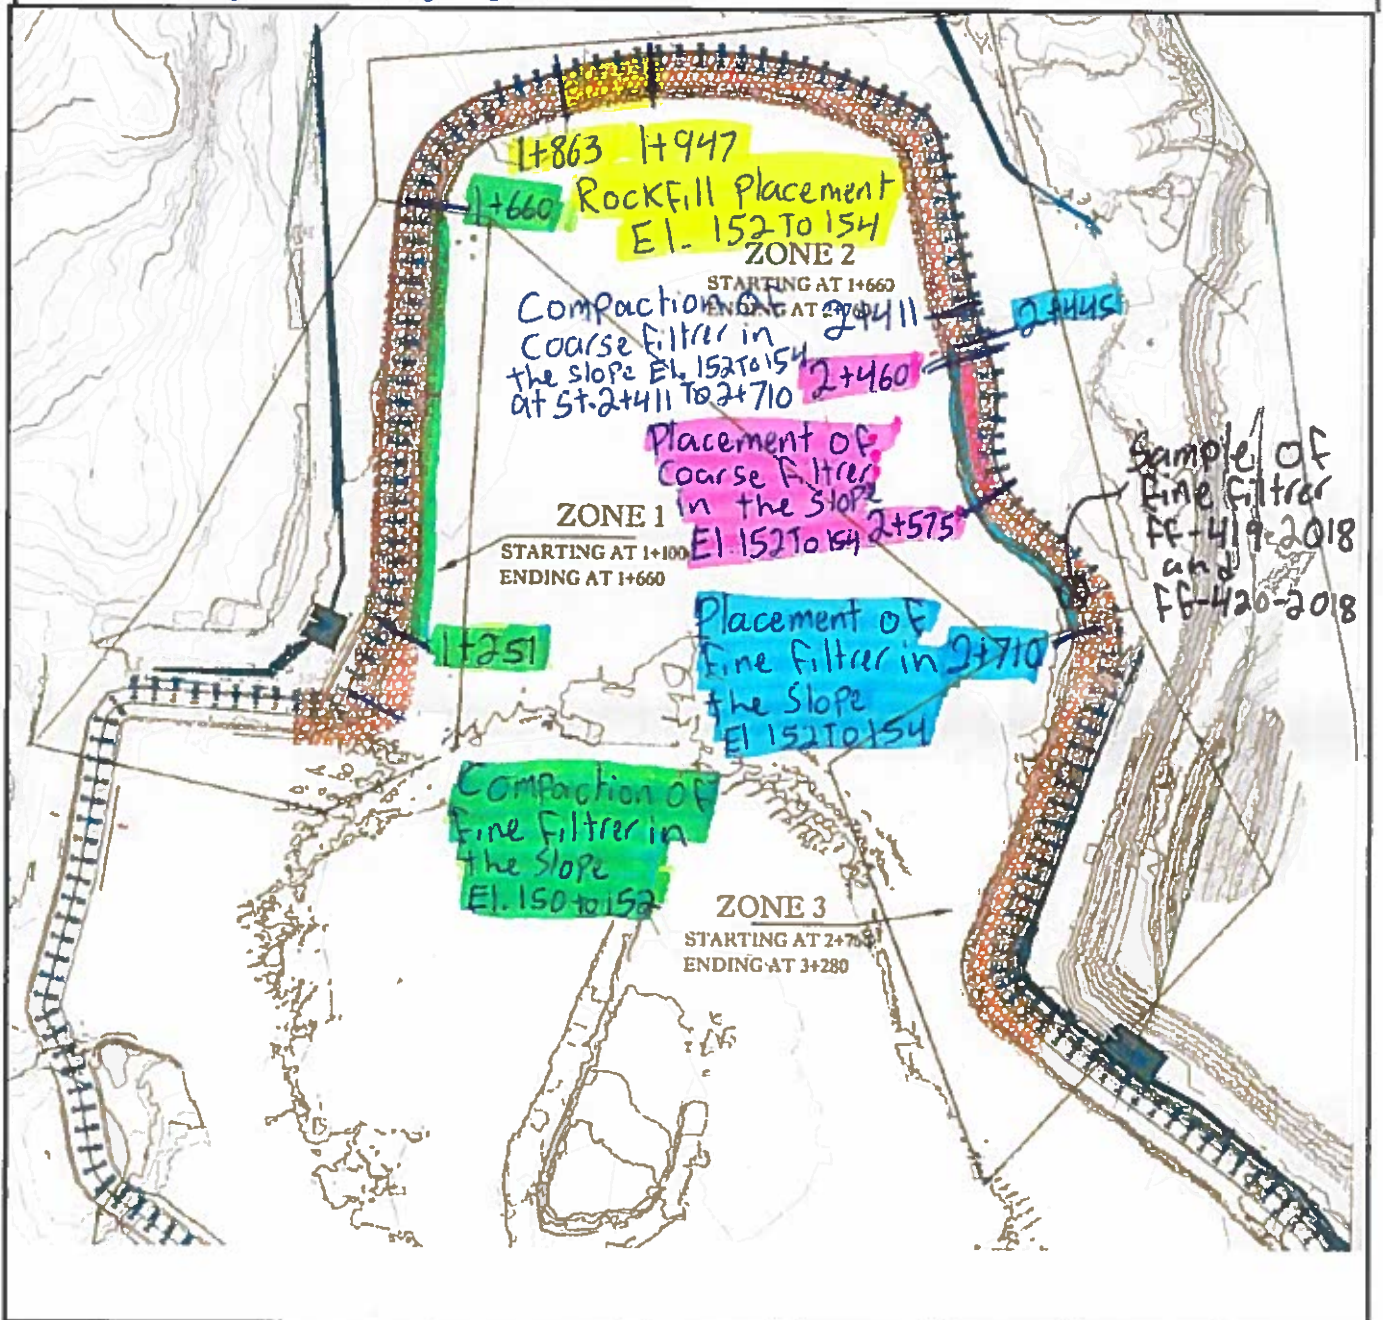 1+863 1+947
1+660
Rockfill Placement
El. 152 To 154
ZONE 2
STARTING AT 1+660
ENDING AT
Compaction of
Coarse filtrer in
the slope El. 152 To 154
at St. 2+411 To 2+710
2+411
2+445
2+460
Placement of
Coarse filtrer
in the slope
El. 152 To 154
2+575
Sample of
fine filtrer
FF-419-2018
and
FF-420-2018
ZONE 1
STARTING AT 1+100
ENDING AT 1+660
1+251
Placement of
fine filtrer in
the slope
El 152 To 154
2+710
Compaction of
fine filtrer in
the slope
El. 150 to 152
ZONE 3
STARTING AT 2+760
ENDING AT 3+280